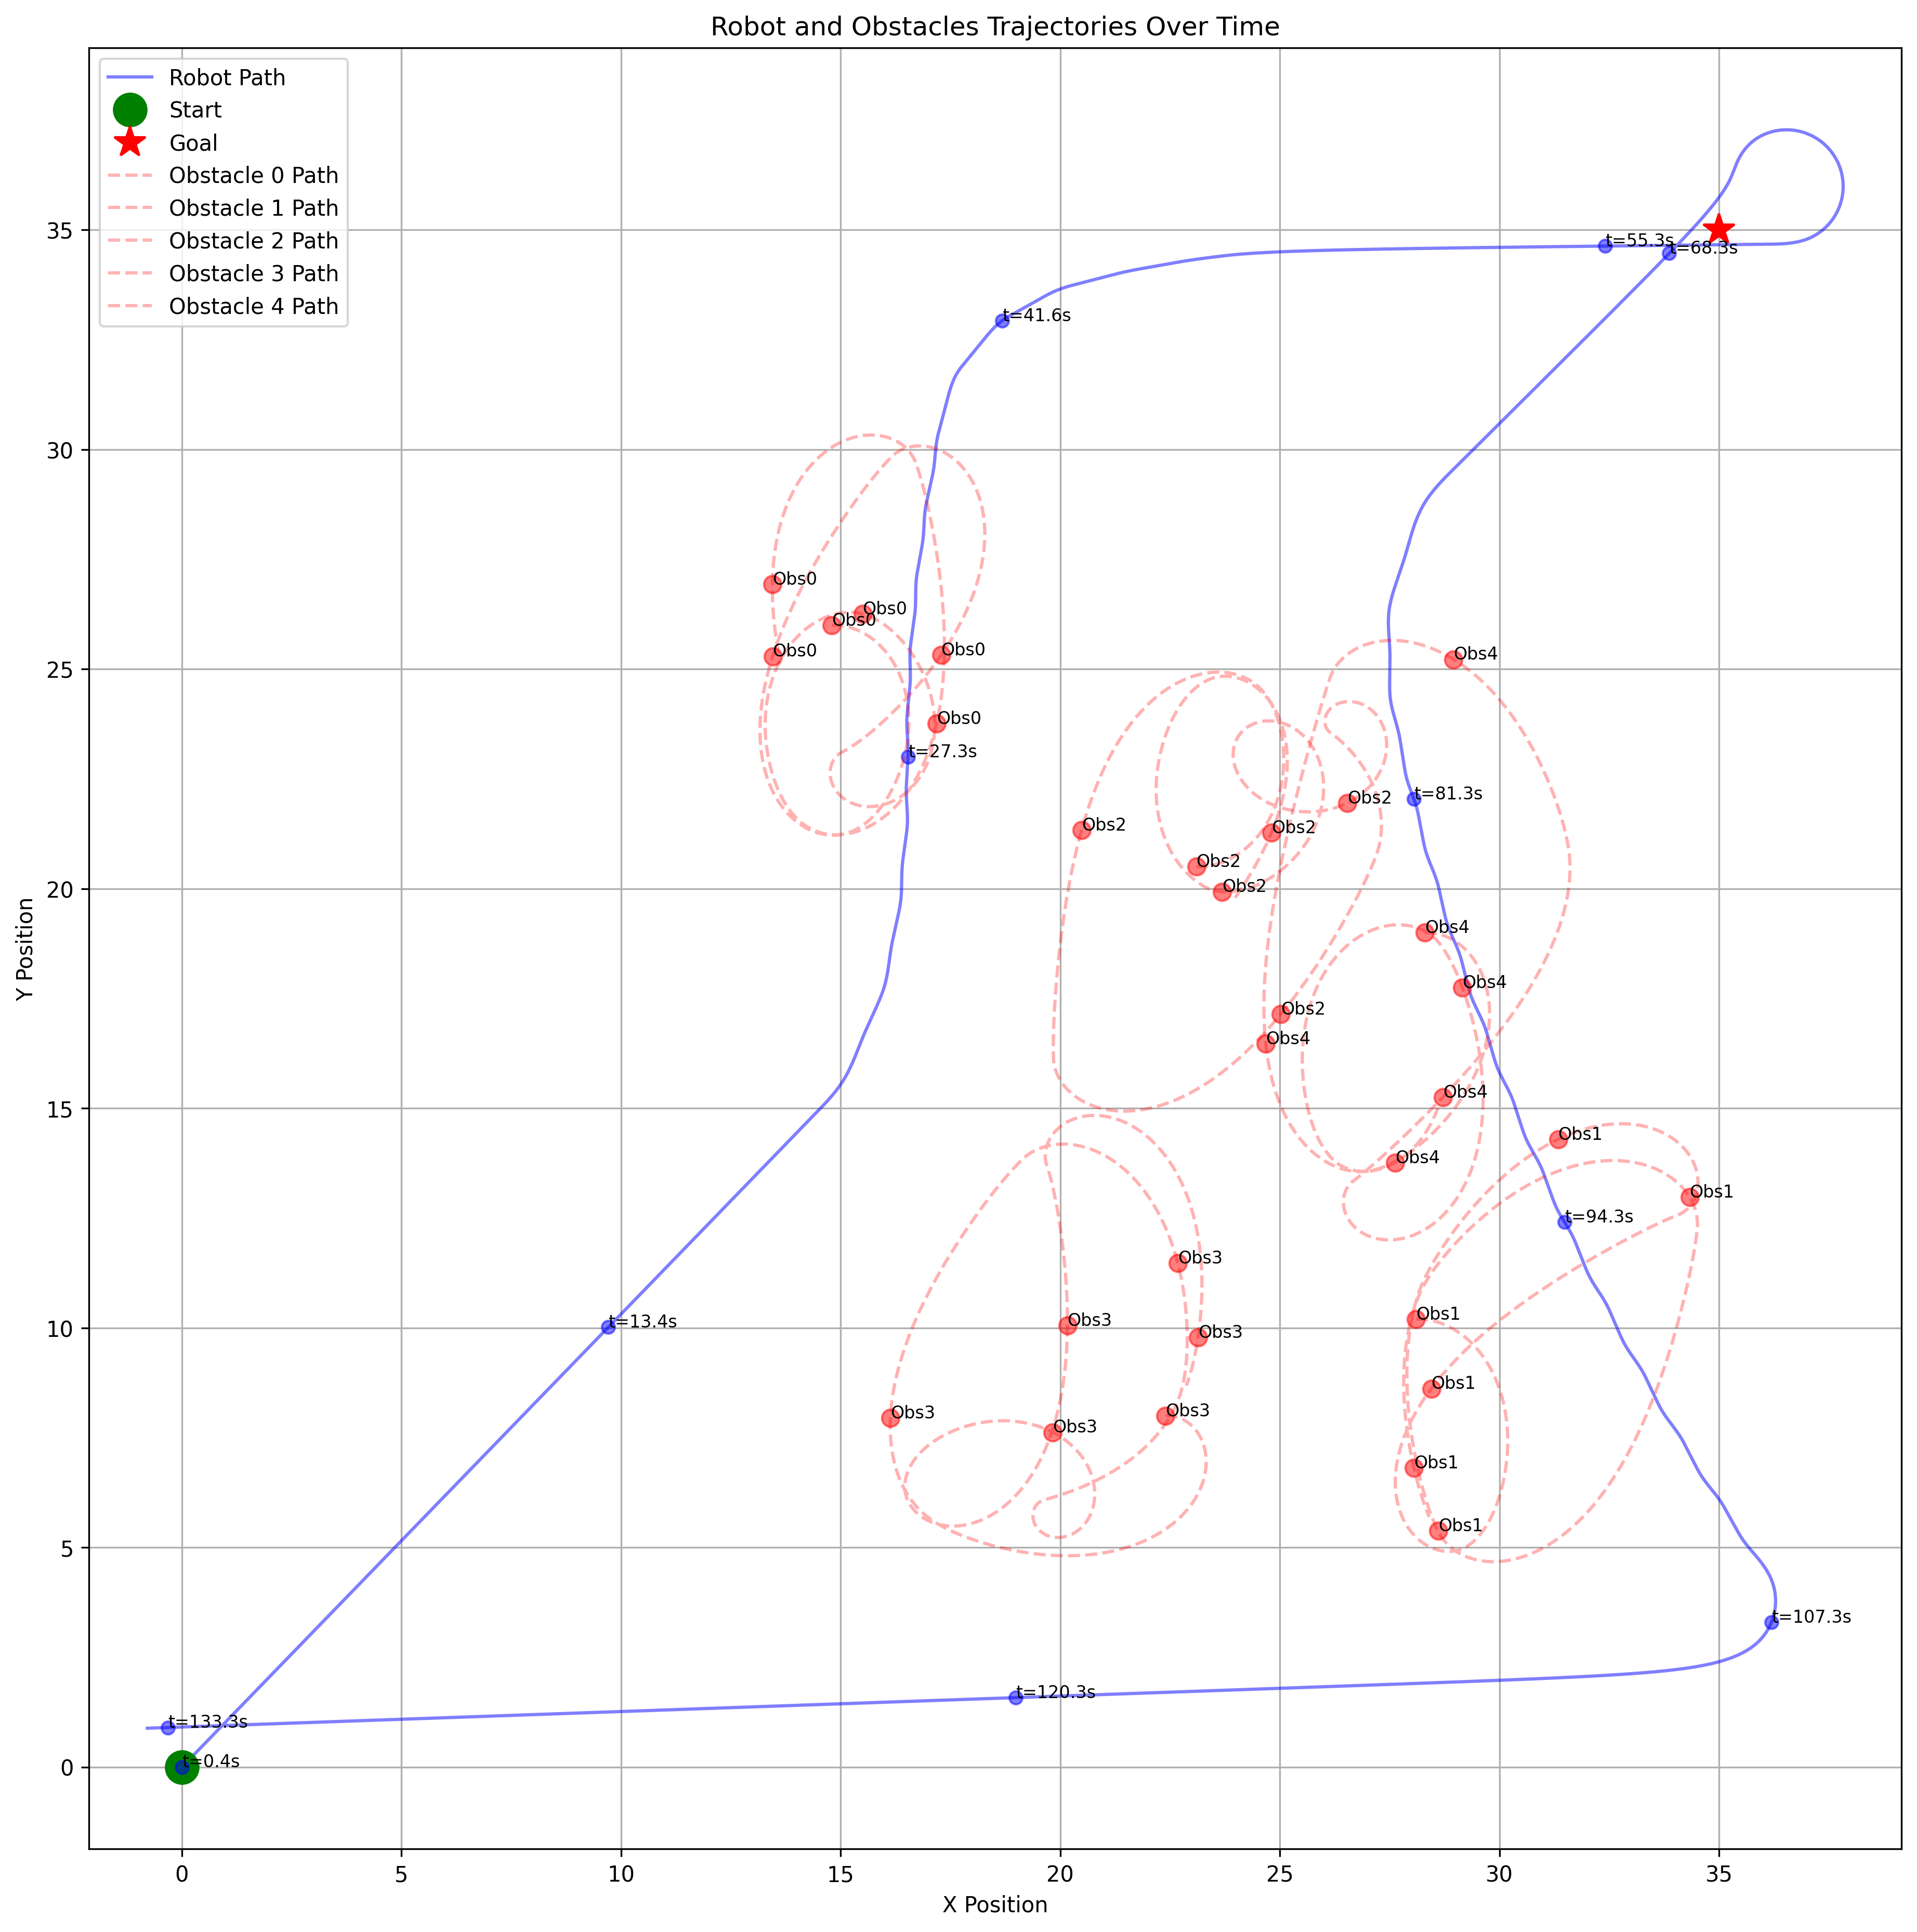 Robot and Obstacles Trajectories Over Time
Robot Path
Start
Goal
Obstacle 0 Path
Obstacle 1 Path
Obstacle 2 Path
Obstacle 3 Path
Obstacle 4 Path
35
30
25
20
15
10
5
0
Y Position
t=55.3s
t=68.3s
t=41.6s
Obs0
Obs0
Obs0
Obs0
Obs0
Obs4
Obs0
t=27.3s
t=81.3s
Obs2
Obs2
Obs2
Obs2
Obs2
Obs4
Obs4
Obs2
Obs4
Obs4
Obs1
Obs4
Obs1
t=94.3s
Obs3
t=13.4s
Obs3
Obs3
Obs1
Obs1
Obs3
Obs3
Obs3
Obs1
Obs1
t=107.3s
t=120.3s
t=133.3s
t=0.4s
0
5
10
15
20
25
30
35
X Position